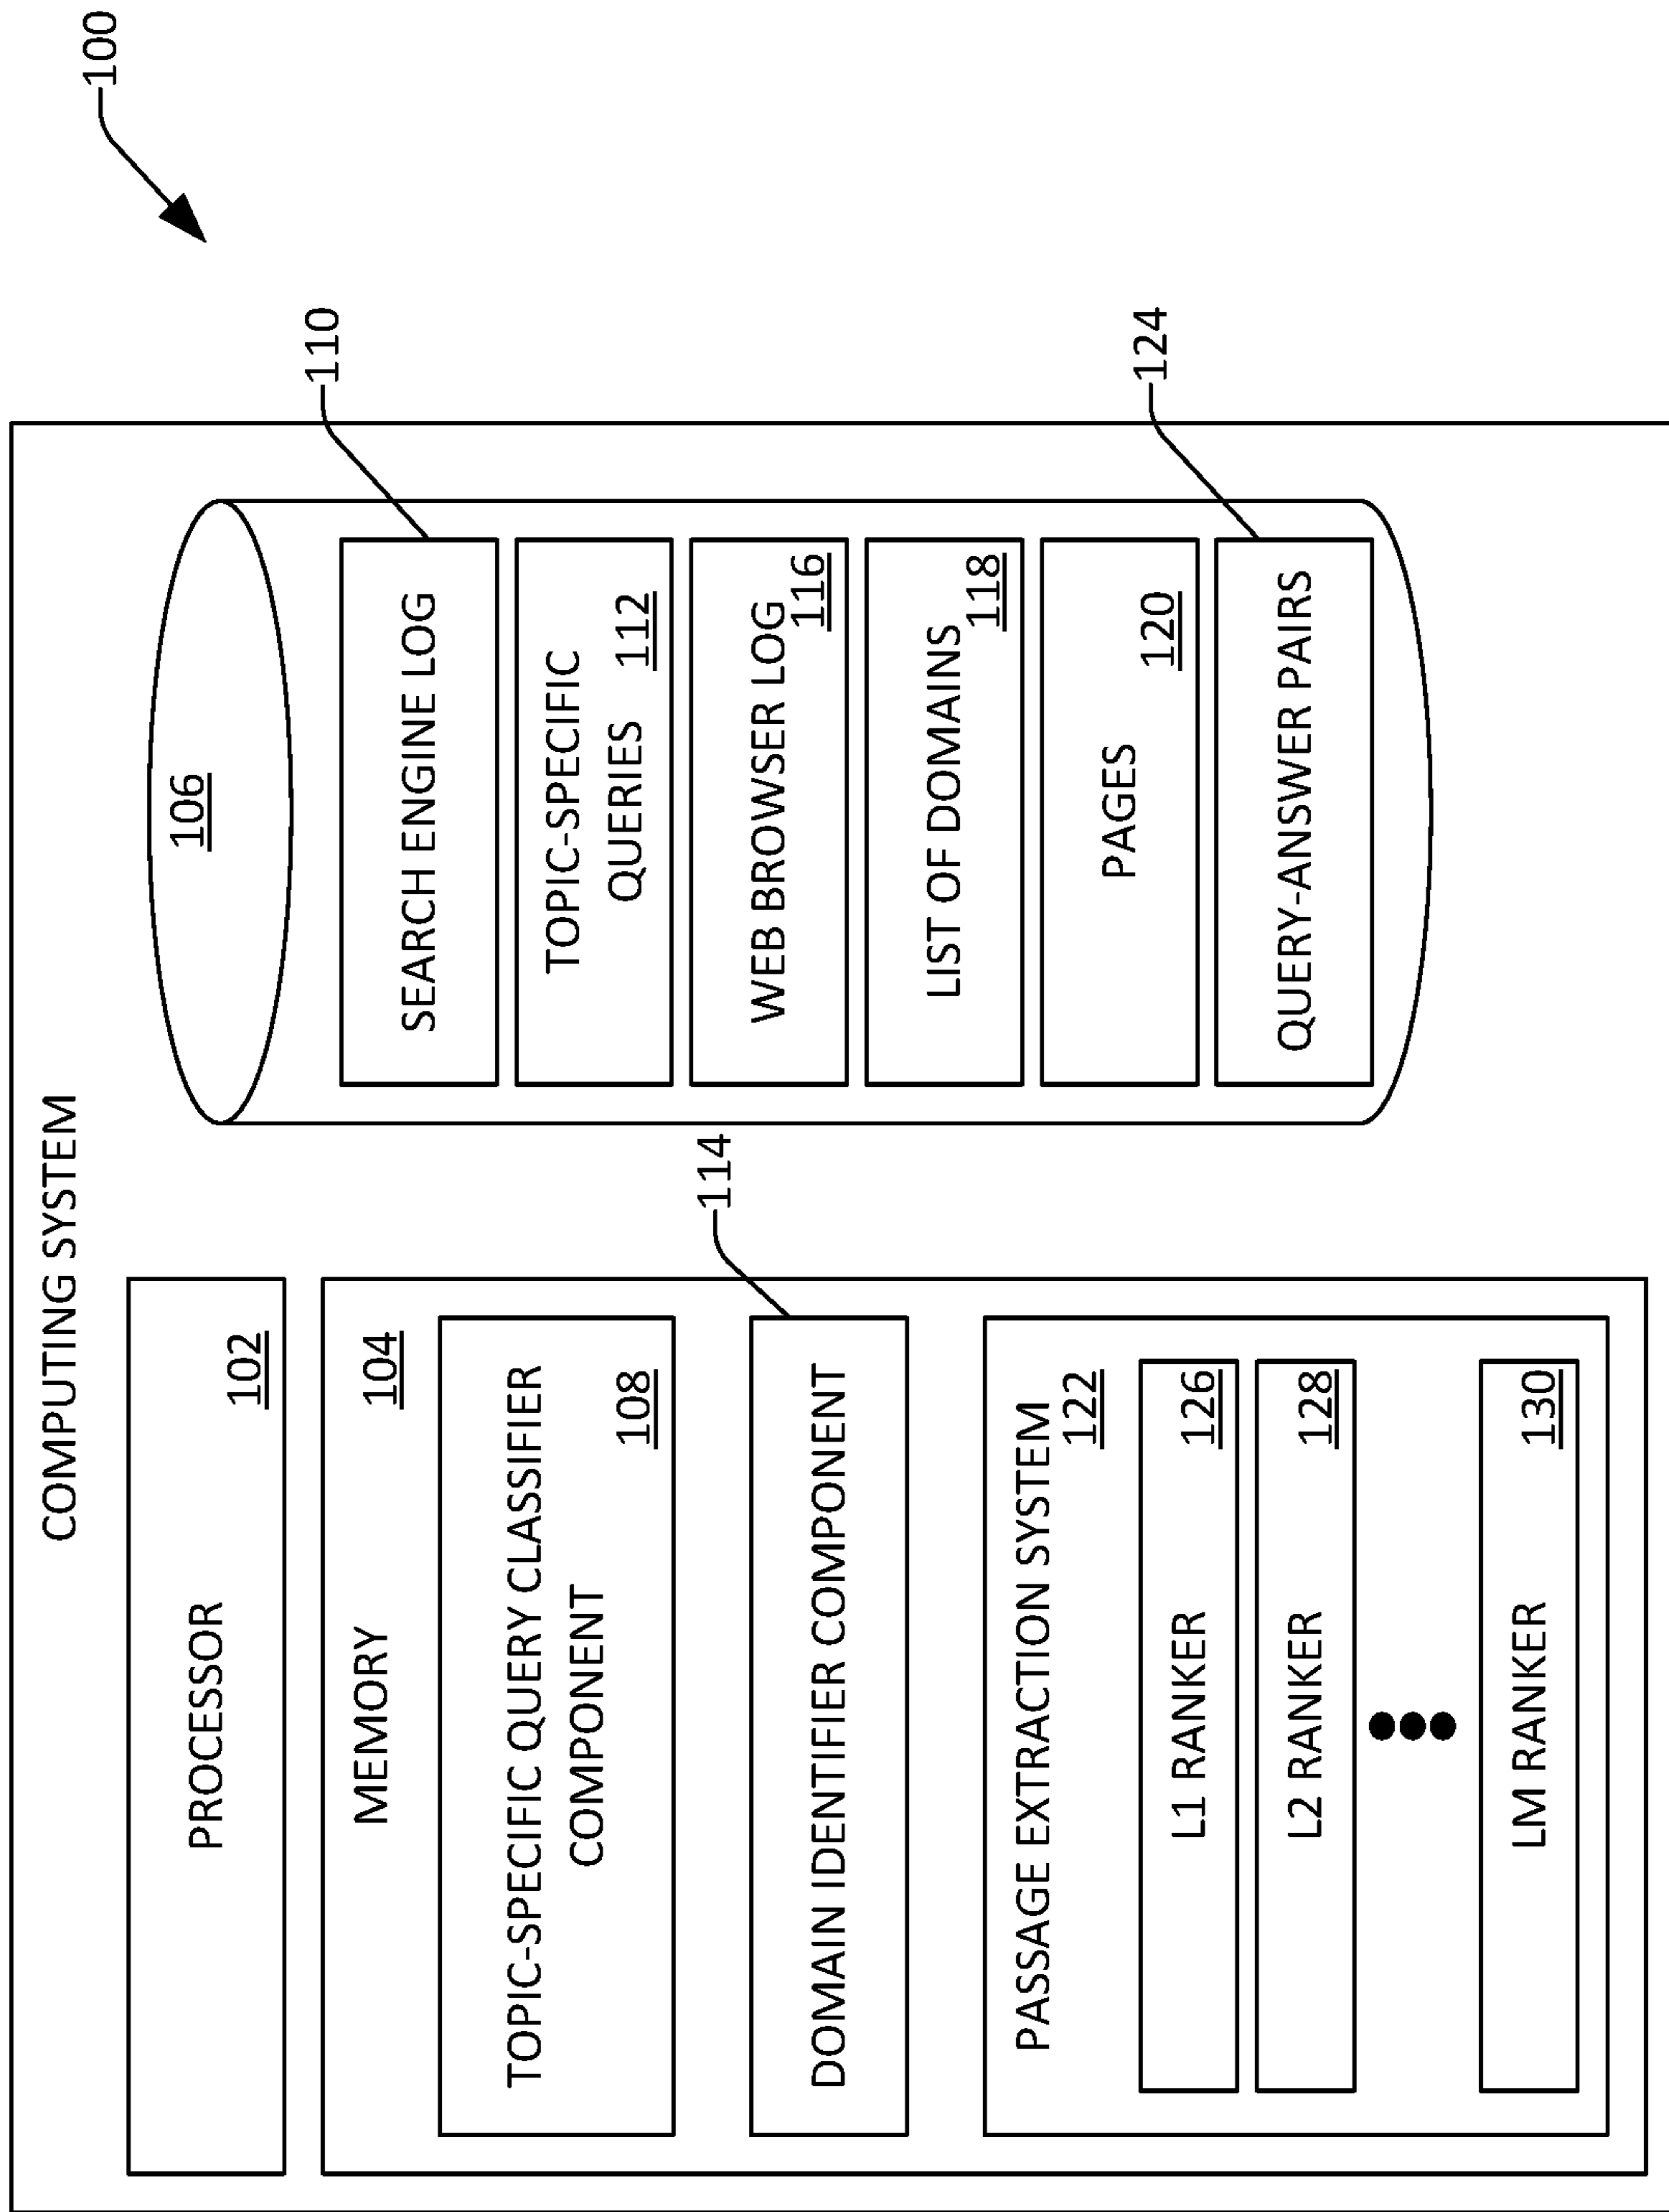 100
COMPUTING SYSTEM
PROCESSOR
102
MEMORY
104
TOPIC-SPECIFIC QUERY CLASSIFIER
COMPONENT
108
114
DOMAIN IDENTIFIER COMPONENT
PASSAGE EXTRACTION SYSTEM
122
L1 RANKER
126
L2 RANKER
128
LM RANKER
130
106
110
SEARCH ENGINE LOG
TOPIC-SPECIFIC
QUERIES
112
WEB BROWSER LOG
116
LIST OF DOMAINS
118
PAGES
120
124
QUERY-ANSWER PAIRS